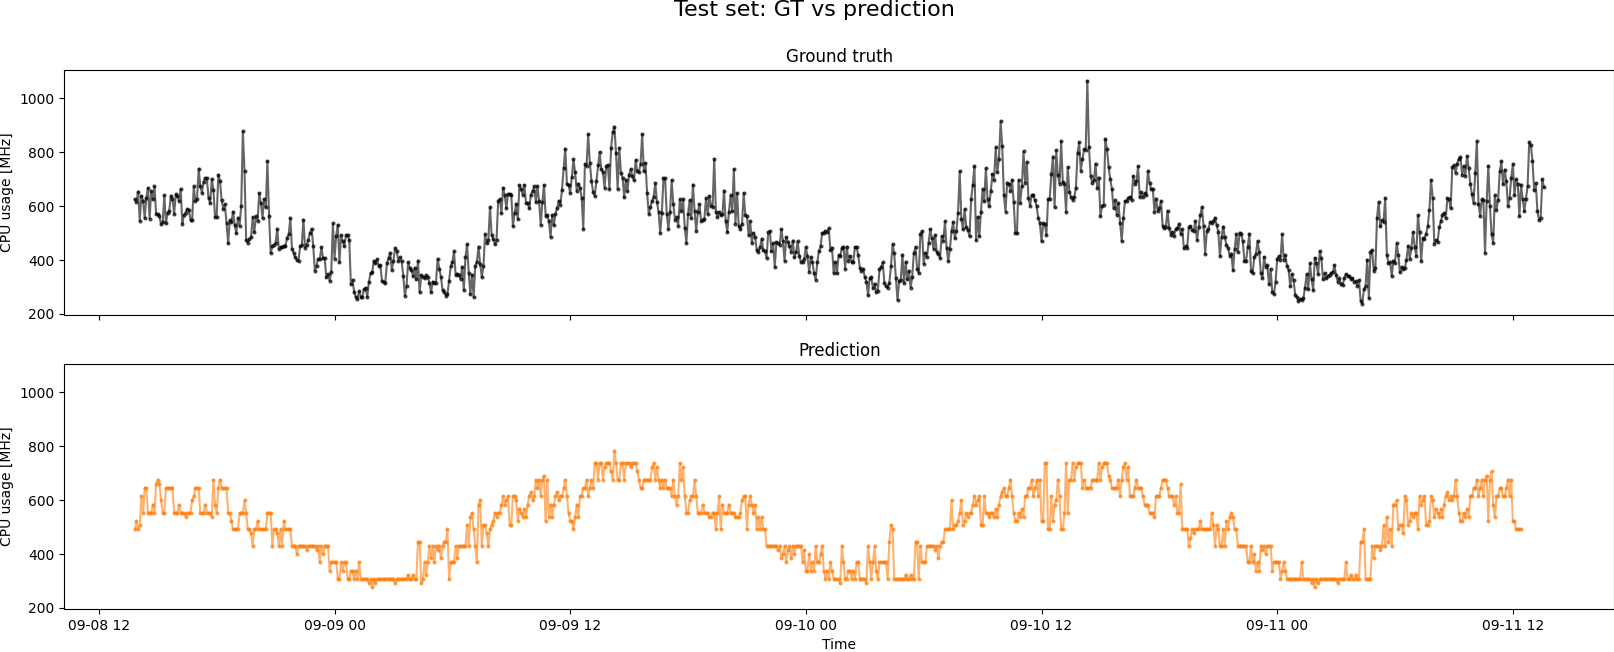 Test set: GT vs prediction
Ground truth
CPU usage [MHz]
1000
800
600
400
200
Prediction
CPU usage [MHz]
1000
800
600
400
200
09-08 12
09-09 00
09-09 12
09-10 00
09-10 12
09-11 00
09-11 12
Time